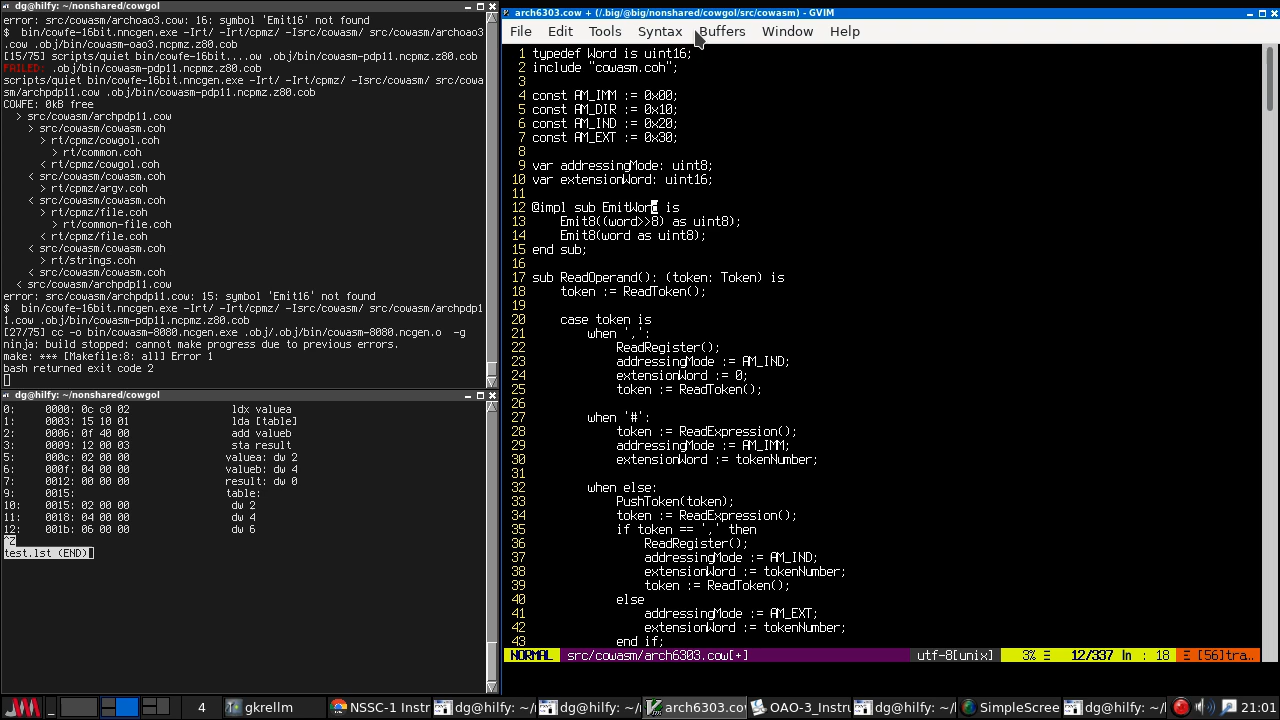 dg@hilfy: ~/nonshared/cowgol
error: src/cowasm/archoao3.cow: 16: symbol 'Emit16' not found
$  bin/cowfe-16bit.nncgen.exe -Irt/ -Irt/cpmz/ -Isrc/cowasm/ src/cowasm/archoao3
.cow .obj/bin/cowasm-oao3.ncpmz.z80.cob
[15/75] scripts/quiet bin/cowfe-16bit....ow .obj/bin/cowasm-pdp11.ncpmz.z80.cob
FAILED: .obj/bin/cowasm-pdp11.ncpmz.z80.cob
scripts/quiet bin/cowfe-16bit.nncgen.exe -Irt/ -Irt/cpmz/ -Isrc/cowasm/ src/cowa
sm/archpdp11.cow .obj/bin/cowasm-pdp11.ncpmz.z80.cob
COWFE: 0kB free
> src/cowasm/archpdp11.cow
< src/cowasm/cowasm.coh
> rt/cpmz/cowgol.coh
> rt/common.coh
< rt/cpmz/cowgol.coh
< src/cowasm/cowasm.coh
> rt/cpmz/argv.coh
< src/cowasm/cowasm.coh
> rt/cpmz/file.coh
> rt/common-file.coh
< rt/cpmz/file.coh
< src/cowasm/cowasm.coh
> rt/strings.coh
< src/cowasm/cowasm.coh
< src/cowasm/archpdp11.cow
error: src/cowasm/archpdp11.cow: 15: symbol 'Emit16' not found
$  bin/cowfe-16bit.nncgen.exe -Irt/ -Irt/cpmz/ -Isrc/cowasm/ src/cowasm/archpdp1
1.cow .obj/bin/cowasm-pdp11.ncpmz.z80.cob
[27/75] cc -o bin/cowasm-8080.ncgen.exe .obj/.obj/bin/cowasm-8080.ncgen.o  -g
ninja: build stopped: cannot make progress due to previous errors.
make: *** [Makefile:8: all] Error 1
bash returned exit code 2
dg@hilfy: ~/nonshared/cowgol
0: 0000: 0c c0 02 ldx valuea
1: 0003: 15 10 01 lda [table]
2: 0006: 0f 40 00 add valueb
3: 0009: 12 00 03 sta result
5: 000c: 02 00 00 valuea: dw 2
6: 000f: 04 00 00 valueb: dw 4
7: 0012: 00 00 00 result: dw 0
9: 0015: table:
10: 0015: 02 00 00 dw 2
11: 0018: 04 00 00 dw 4
12: 001b: 06 00 00 dw 6
^Z
test.lst (END)
arch6303.cow + (/.big/@big/nonshared/cowgol/src/cowasm) - GVIM
File Edit Tools Syntax Buffers Window Help
1 typedef Word is uint16;
2 include "cowasm.coh";
3
4 const AM_IMM := 0x00;
5 const AM_DIR := 0x10;
6 const AM_IND := 0x20;
7 const AM_EXT := 0x30;
8
9 var addressingMode: uint8;
10 var extensionWord: uint16;
11
12 @impl sub EmitWord is
13     Emit8((word>>8) as uint8);
14     Emit8(word as uint8);
15 end sub;
16
17 sub ReadOperand(): (token: Token) is
18     token := ReadToken();
19
20     case token is
21         when ',':
22             ReadRegister();
23             addressingMode := AM_IND;
24             extensionWord := 0;
25             token := ReadToken();
26
27         when '#':
28             token := ReadExpression();
29             addressingMode := AM_IMM;
30             extensionWord := tokenNumber;
31
32         when else:
33             PushToken(token);
34             token := ReadExpression();
35             if token == ',' then
36                 ReadRegister();
37                 addressingMode := AM_IND;
38                 extensionWord := tokenNumber;
39                 token := ReadToken();
40             else
41                 addressingMode := AM_EXT;
42                 extensionWord := tokenNumber;
43             end if;
NORMAL src/cowasm/arch6303.cow[+] utf-8[unix] 3% Ξ 12/337 ln : 18 Ξ [56]tra..
4 gkrellm NSSC-1 Instr dg@hilfy: ~/ dg@hilfy: ~/ arch6303.cow OAO-3_Instru dg@hilfy: ~/ SimpleScree dg@hilfy: ~/ 21:01